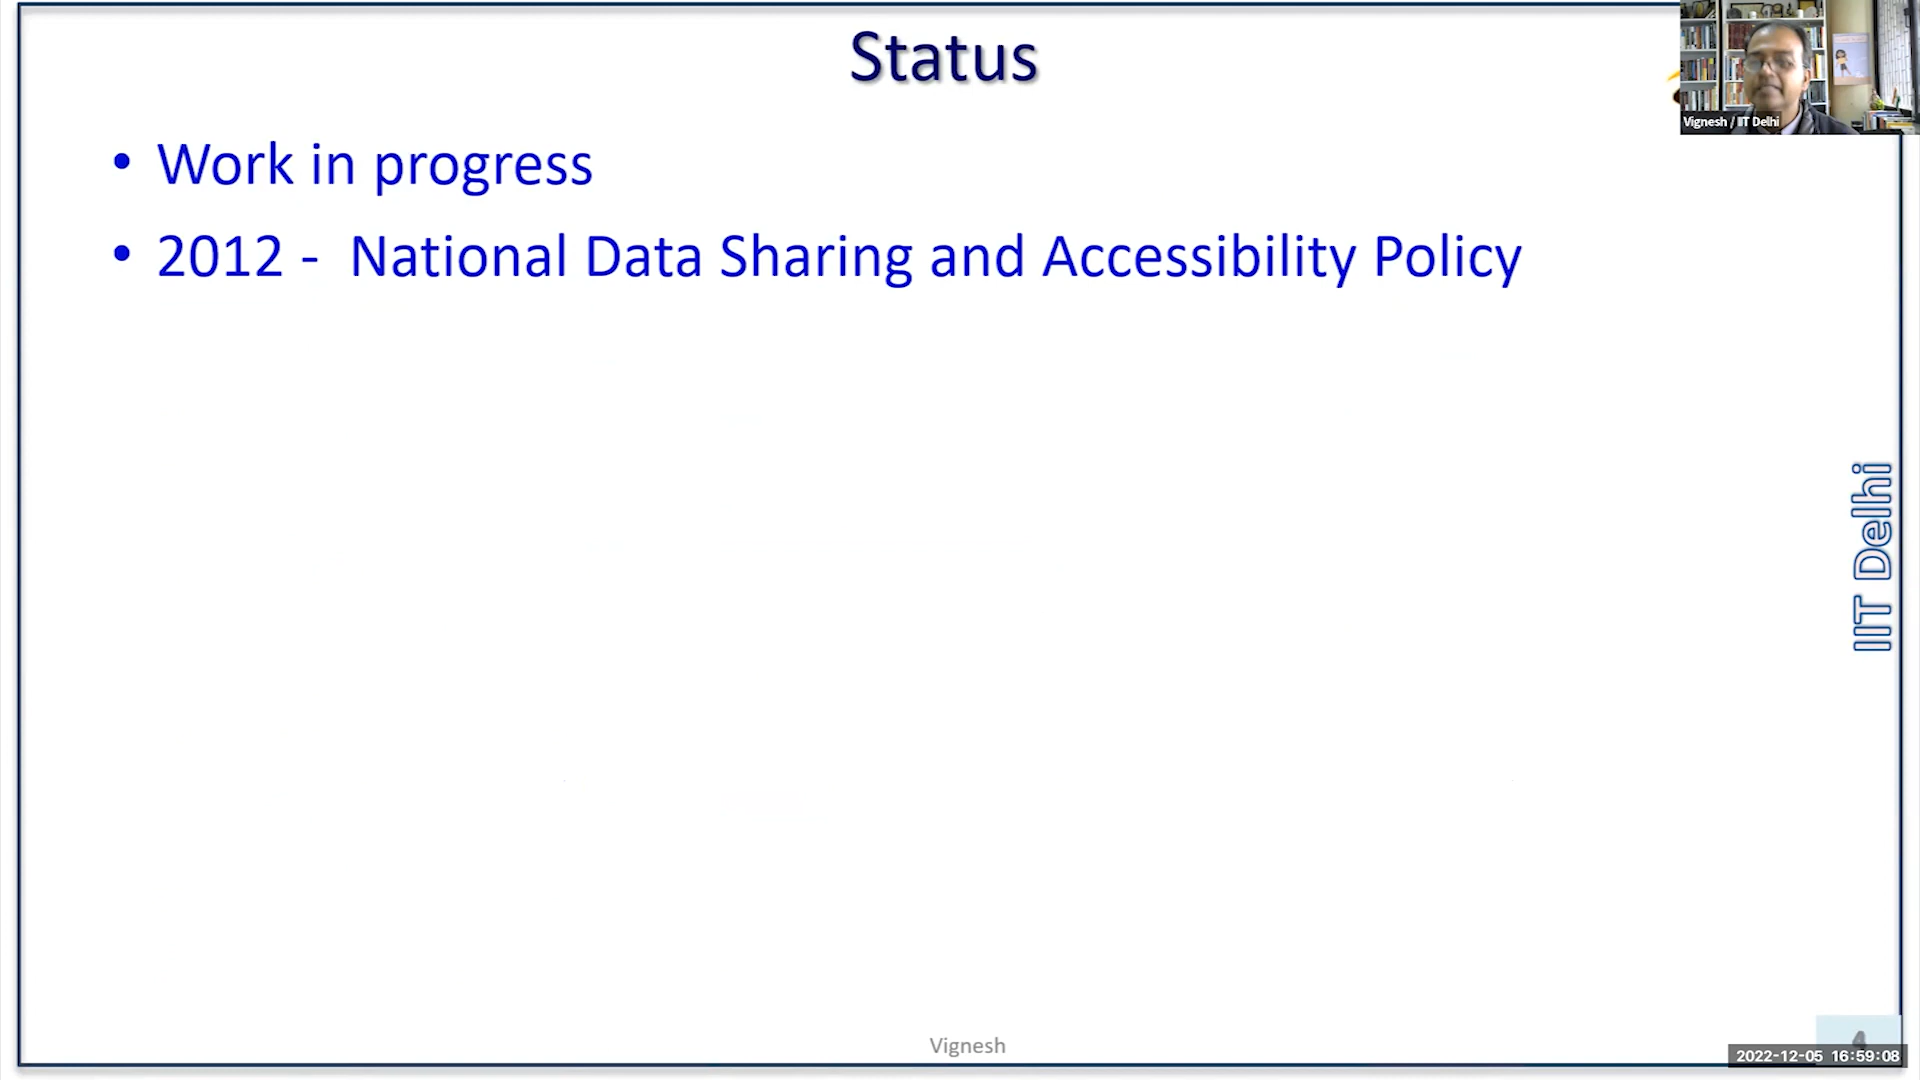 Status
Vignesh / IIT Delhi
• Work in progress
• 2012 - National Data Sharing and Accessibility Policy
IIT Delhi
Vignesh
4
2022-12-05 16:59:08